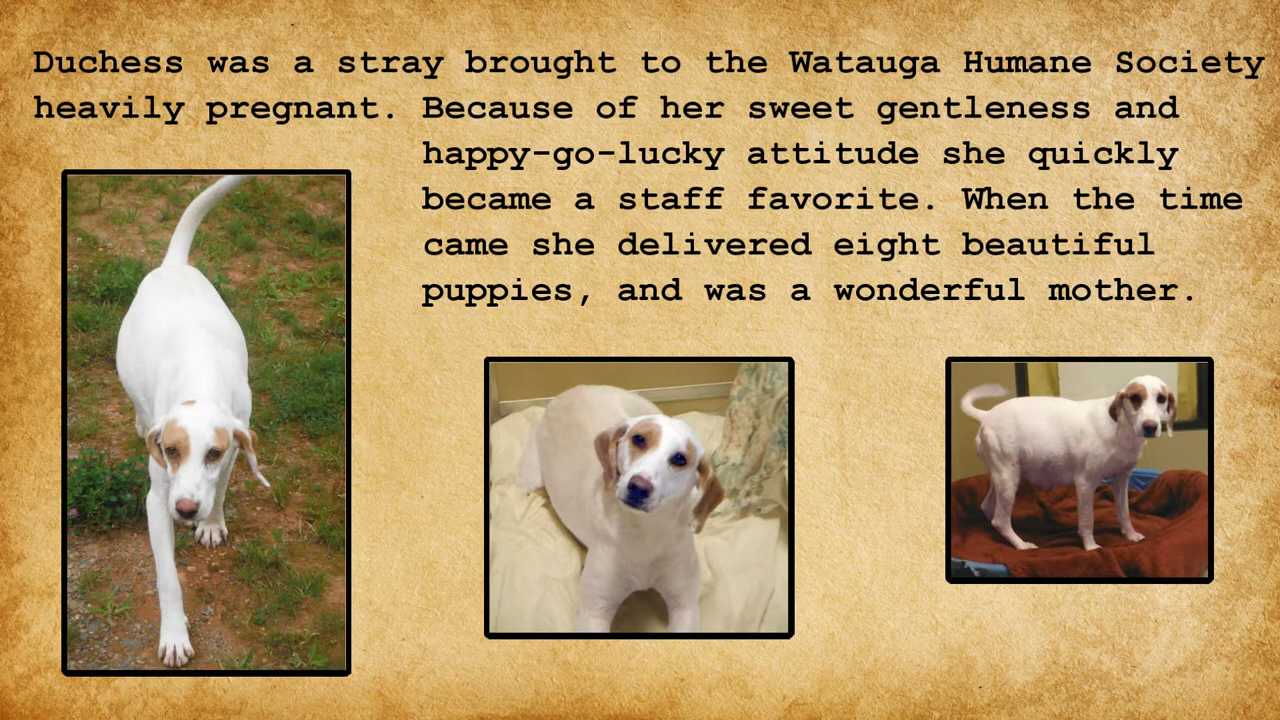 Duchess was a stray brought to the Watauga Humane Society
heavily pregnant. Because of her sweet gentleness and
happy-go-lucky attitude she quickly
became a staff favorite. When the time
came she delivered eight beautiful
puppies, and was a wonderful mother.